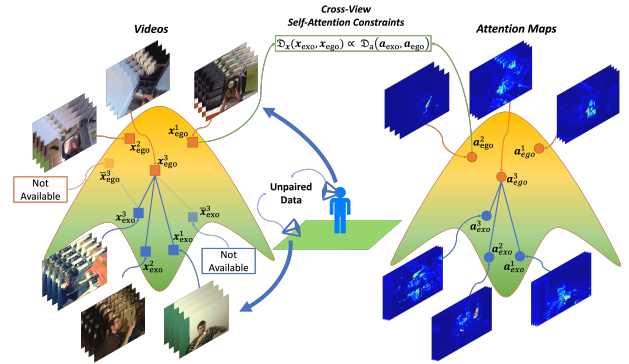 Cross-View
Self-Attention Constraints
Videos
Attention Maps
𝔇ₓ(𝒙exo, 𝒙ego) ∝ 𝔇ₐ(𝒂exo, 𝒂ego)
𝒙²ego
𝒙¹ego
𝒙³ego
x̅³ego
Not
Available
𝒙³exo
x̅³exo
𝒙²exo
𝒙¹exo
Not
Available
Unpaired
Data
𝒂²ego
𝒂¹ego
𝒂³ego
𝒂³exo
𝒂²exo
𝒂¹exo